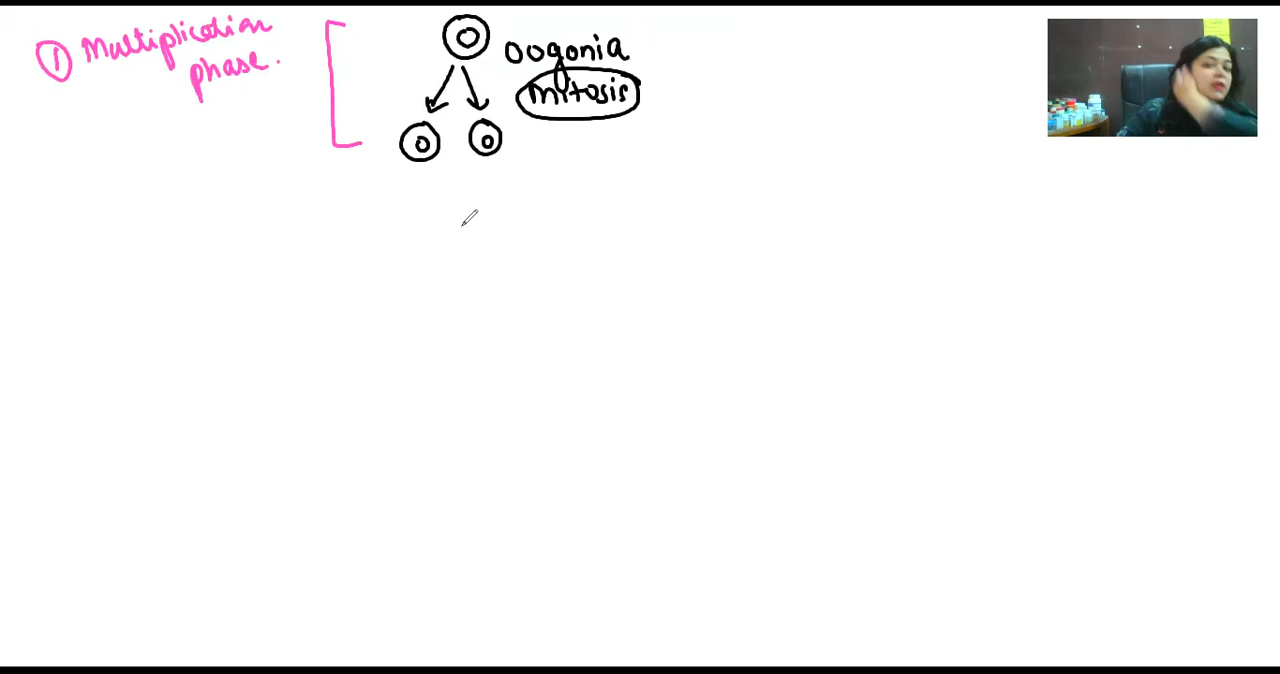 ① Multiplication
phase.
oogonia
mitosis